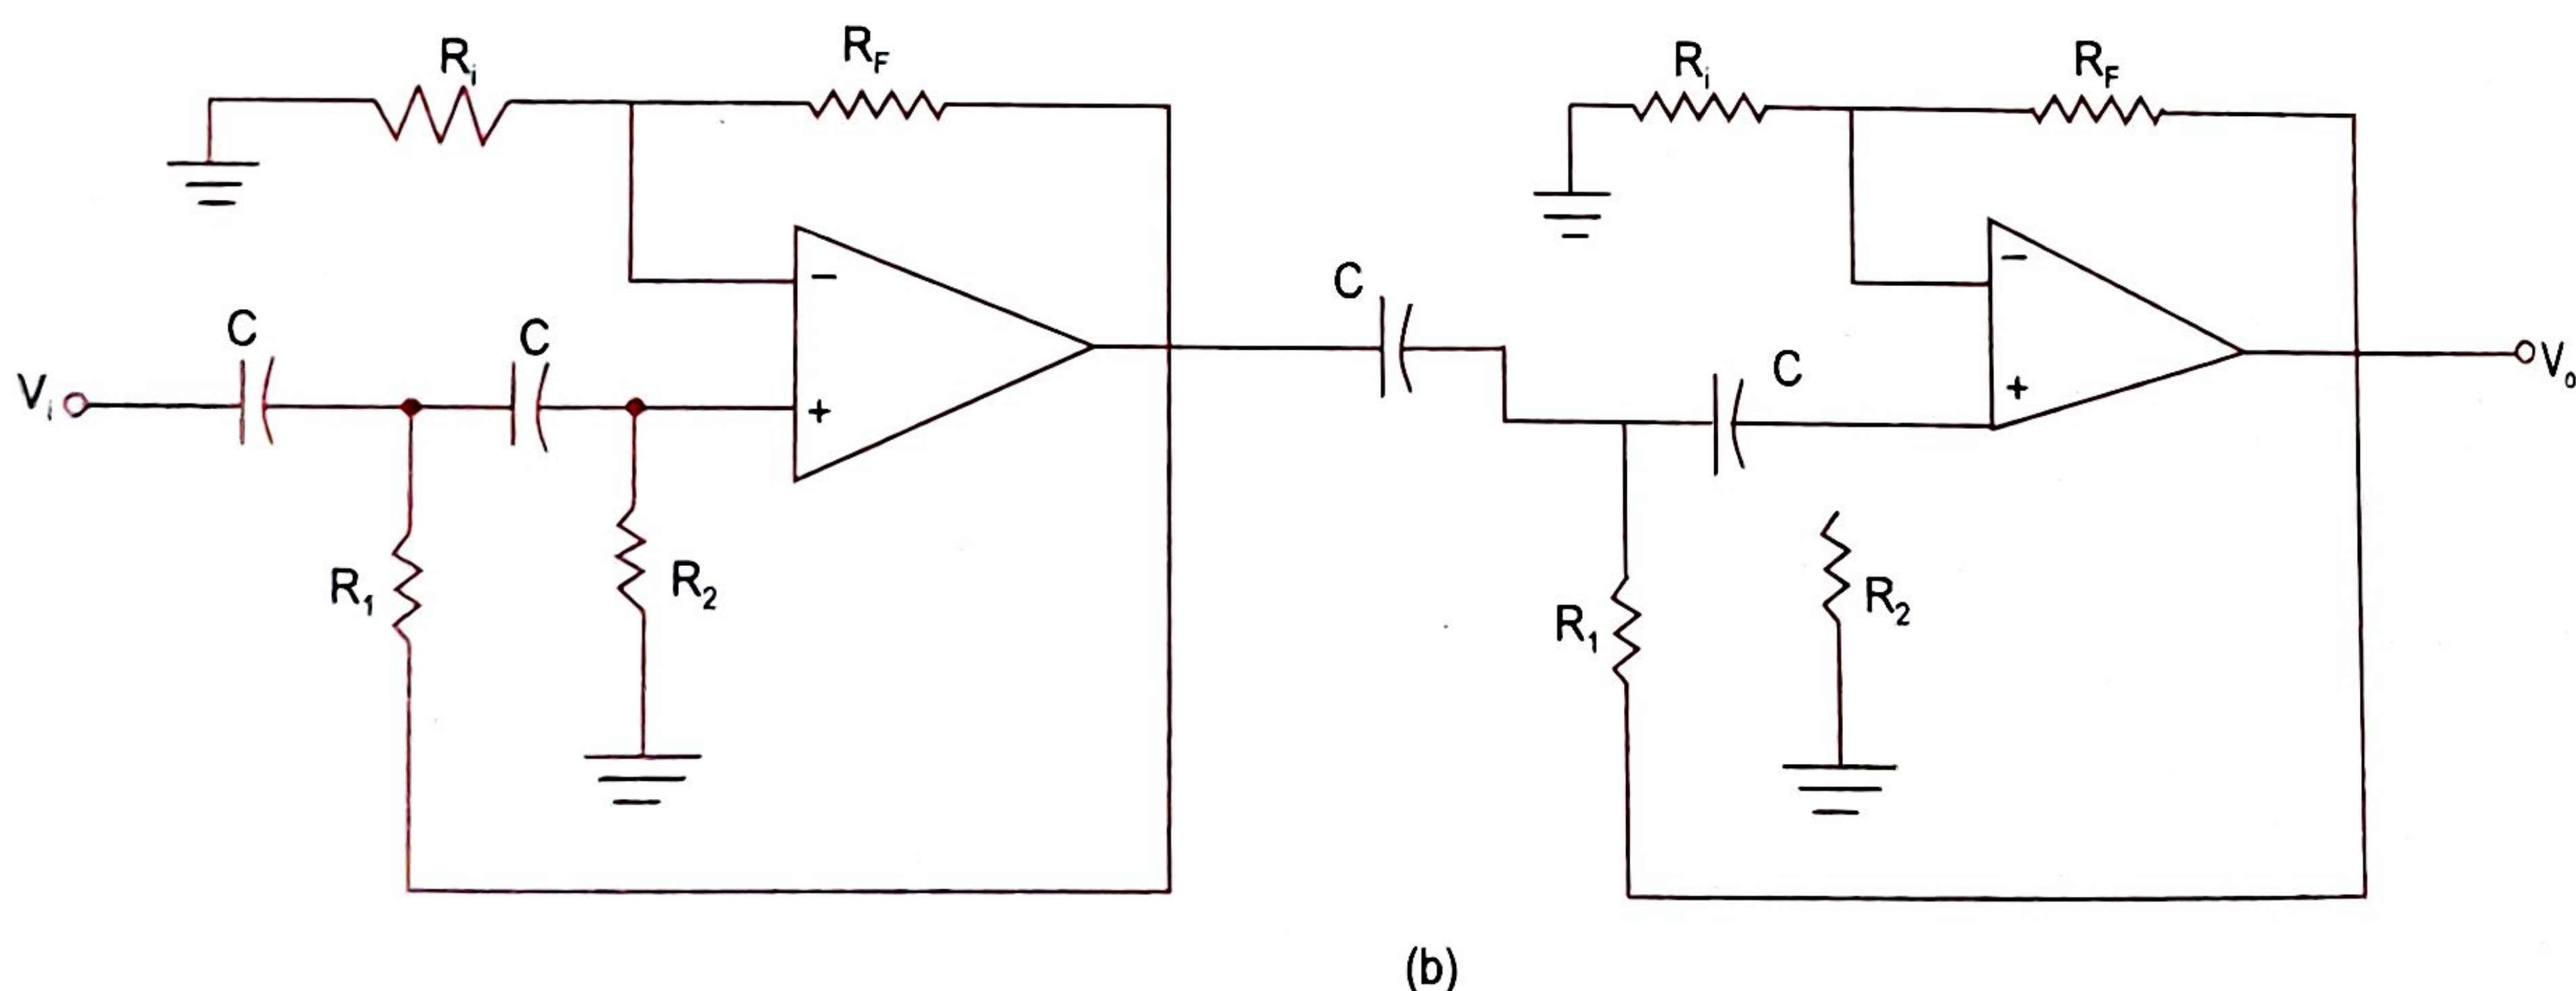 Ri RF Ri RF
− −
C C C C
Vi + + Vo
R1 R2 R1 R2
(b)